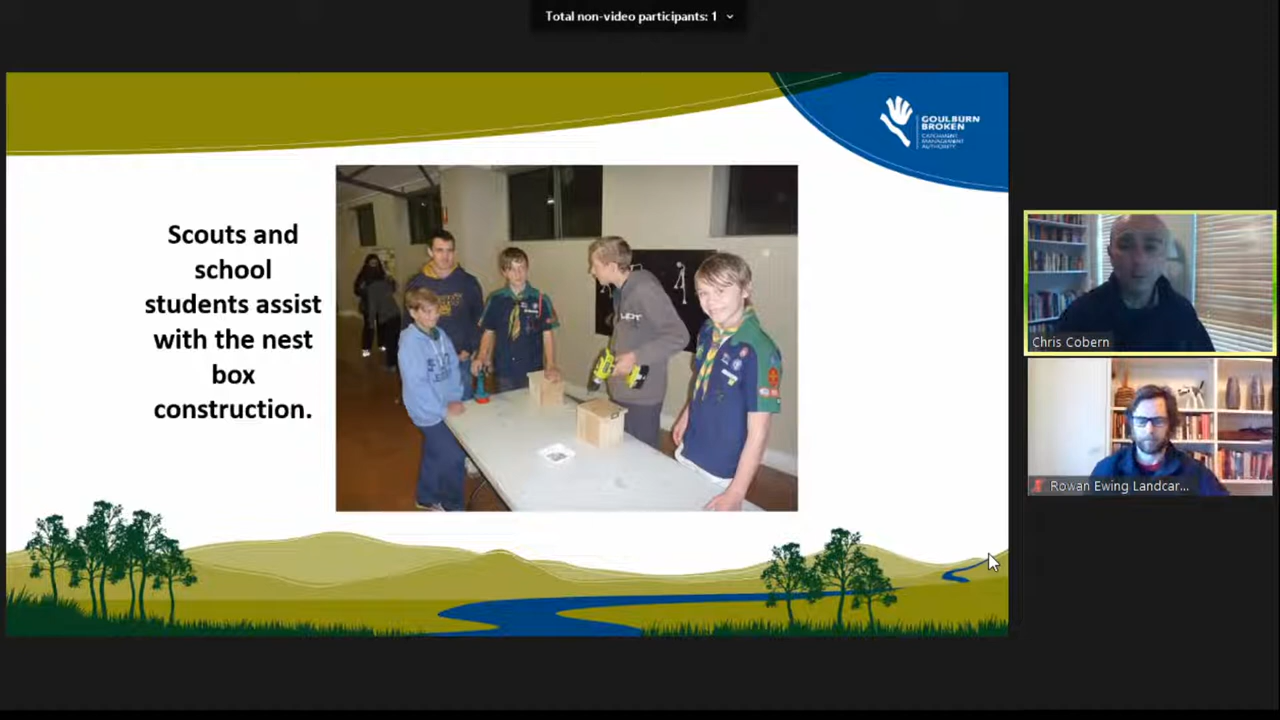 Total non-video participants: 1
GOULBURN
BROKEN
CATCHMENT
MANAGEMENT
AUTHORITY
Scouts and
school
students assist
with the nest
box
construction.
Chris Cobern
Rowan Ewing Landcar...